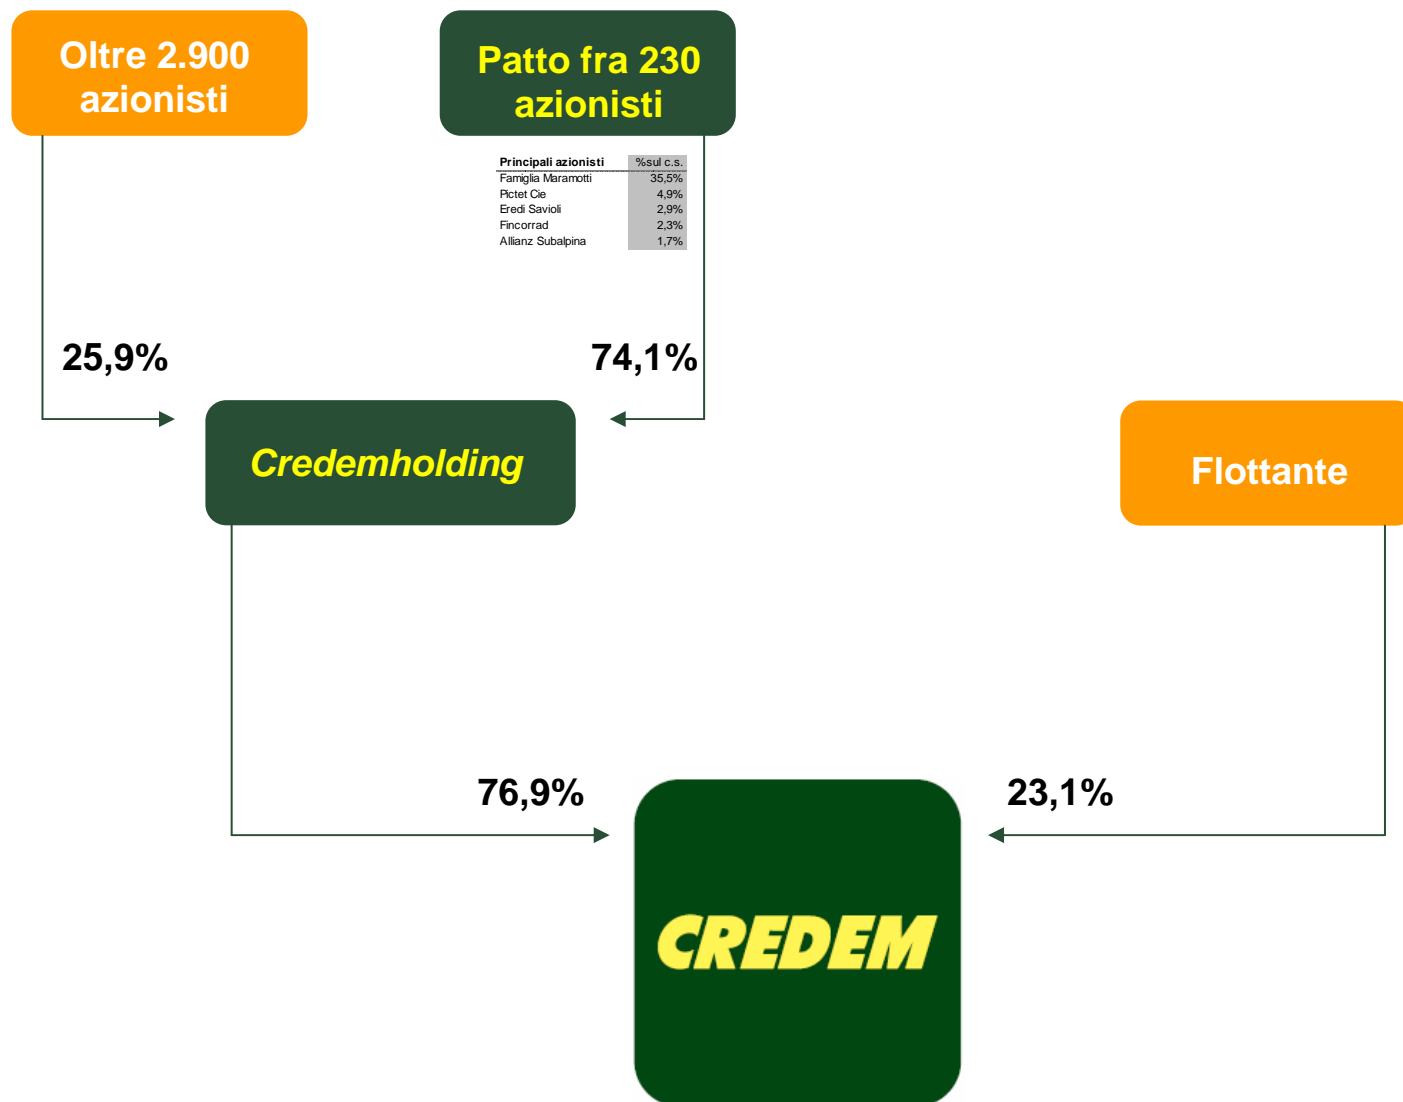 Oltre 2.900
azionisti
Patto fra 230
azionisti
Principali azionisti %sul c.s.
Famiglia Maramotti 35,5%
Pictet Cie 4,9%
Eredi Savioli 2,9%
Fincorrad 2,3%
Allianz Subalpina 1,7%
25,9%
74,1%
Credemholding
Flottante
76,9%
23,1%
CREDEM